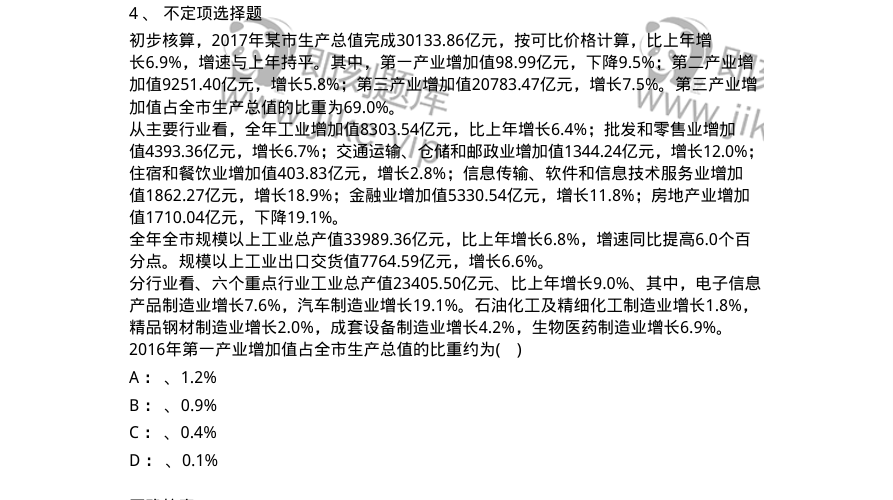 4 、 不定项选择题
初步核算，2017年某市生产总值完成30133.86亿元，按可比价格计算，比上年增
长6.9%，增速与上年持平。其中，第一产业增加值98.99亿元，下降9.5%；第二产业增
加值9251.40亿元，增长5.8%；第三产业增加值20783.47亿元，增长7.5%。第三产业增
加值占全市生产总值的比重为69.0%。
从主要行业看，全年工业增加值8303.54亿元，比上年增长6.4%；批发和零售业增加
值4393.36亿元，增长6.7%；交通运输、仓储和邮政业增加值1344.24亿元，增长12.0%；
住宿和餐饮业增加值403.83亿元，增长2.8%；信息传输、软件和信息技术服务业增加
值1862.27亿元，增长18.9%；金融业增加值5330.54亿元，增长11.8%；房地产业增加
值1710.04亿元，下降19.1%。
全年全市规模以上工业总产值33989.36亿元，比上年增长6.8%，增速同比提高6.0个百
分点。规模以上工业出口交货值7764.59亿元，增长6.6%。
分行业看、六个重点行业工业总产值23405.50亿元、比上年增长9.0%、其中，电子信息
产品制造业增长7.6%，汽车制造业增长19.1%。石油化工及精细化工制造业增长1.8%，
精品钢材制造业增长2.0%，成套设备制造业增长4.2%，生物医药制造业增长6.9%。
2016年第一产业增加值占全市生产总值的比重约为( )
A： 、1.2%
B： 、0.9%
C： 、0.4%
D： 、0.1%
即刻题库
www.jike.vip
即刻
www.jik